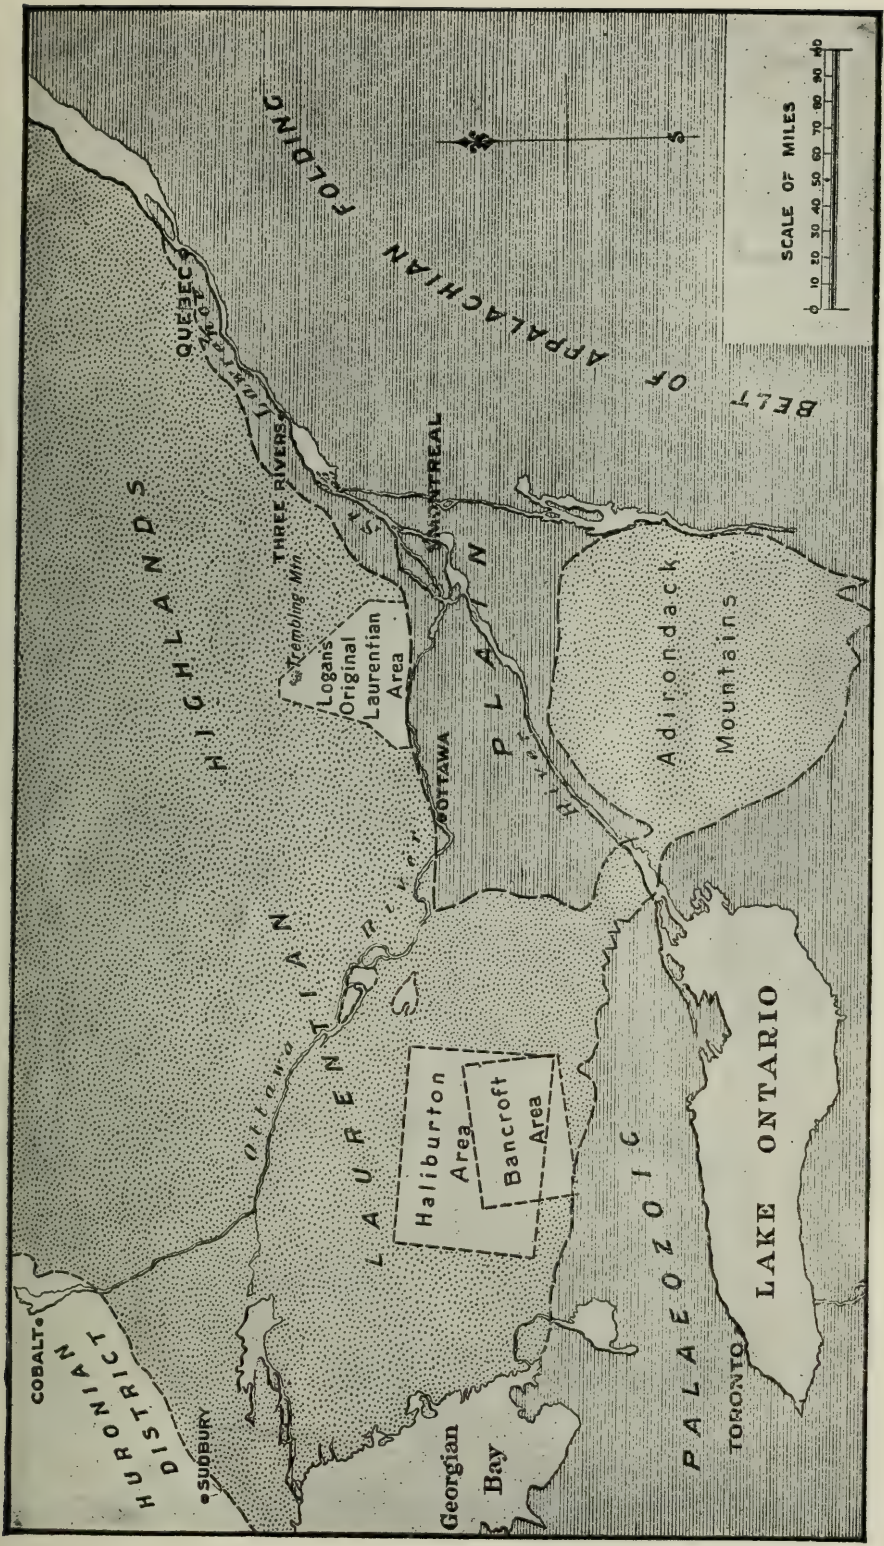 COBALT
HURONIAN
DISTRICT
SUDBURY
Georgian
Bay
LAURENTIAN HIGHLANDS
Ottawa River
Haliburton
Area
Bancroft
Area
OTTAWA
Trembling Mtn
Logans
Original
Laurentian
Area
QUEBEC
THREE RIVERS
MONTREAL
St Lawrence River
PALAEOZOIC PLAIN
TORONTO
LAKE ONTARIO
Adirondack
Mountains
BELT OF APPALACHIAN FOLDING
S
SCALE OF MILES
0 10 20 30 40 50 60 70 80 90 100